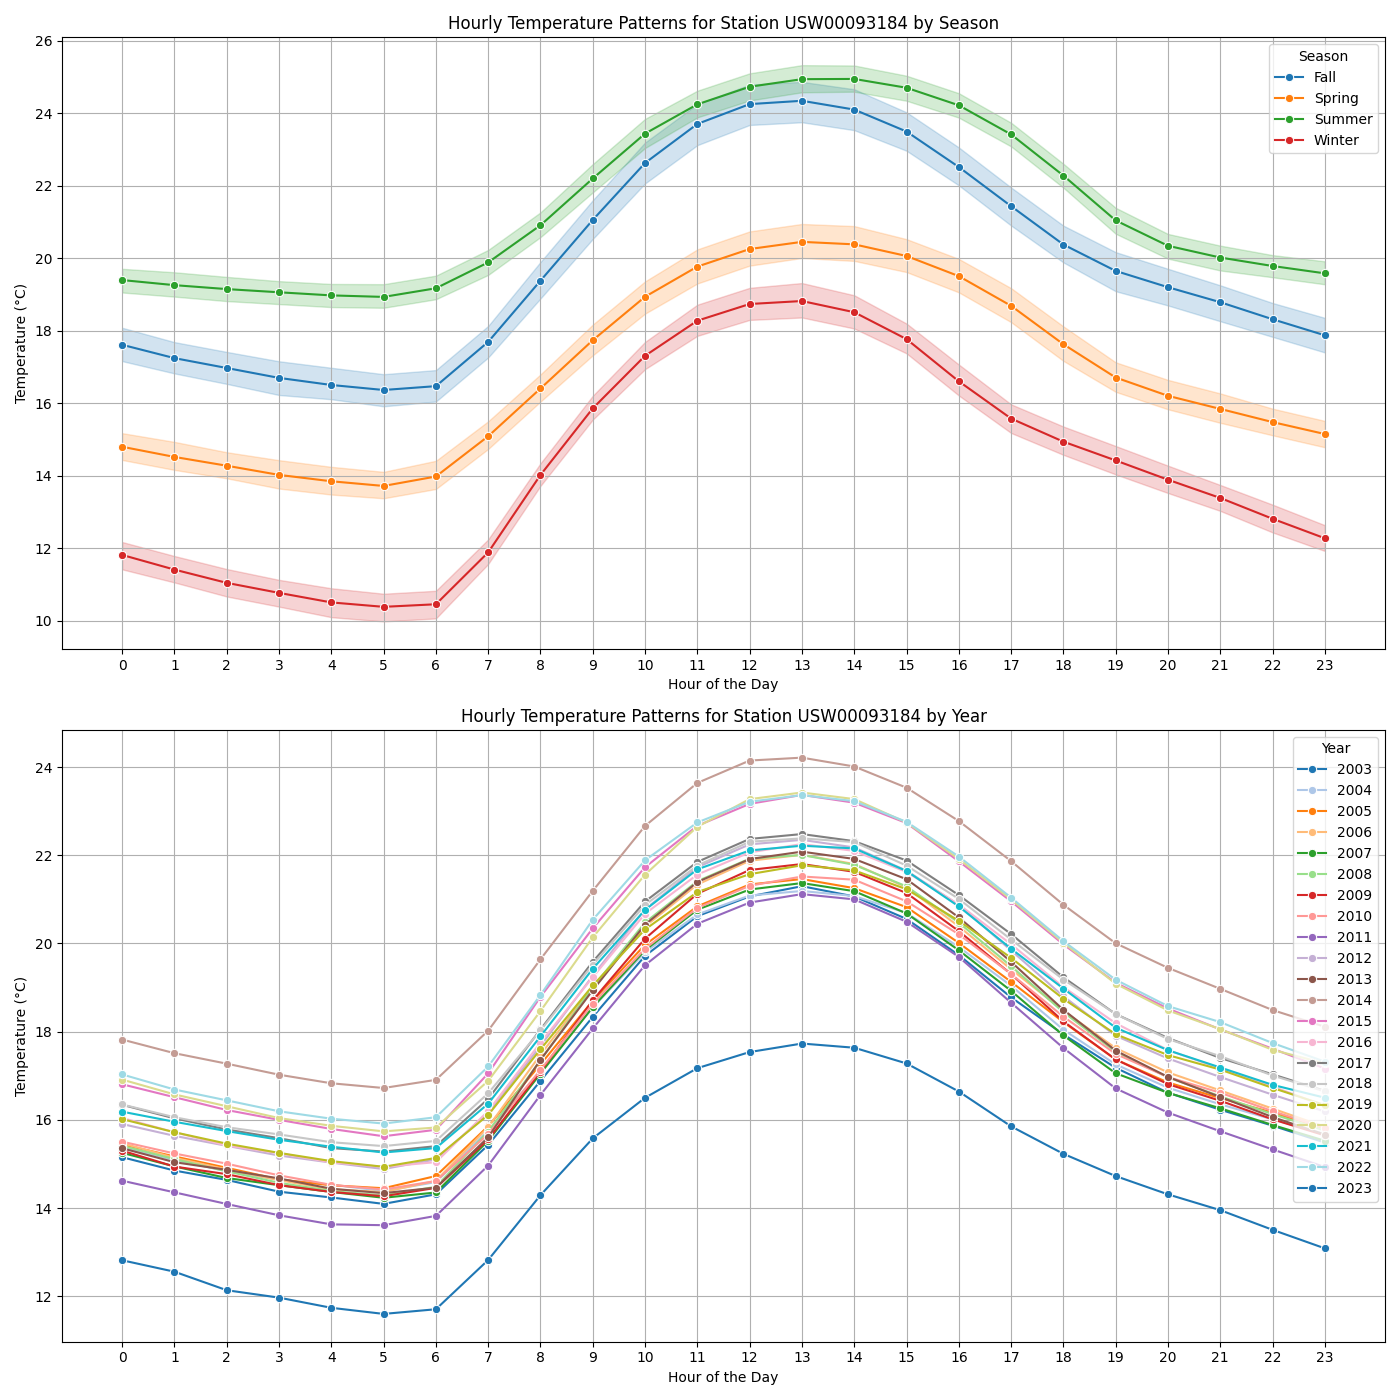 Hourly Temperature Patterns for Station USW00093184 by Season
26
24
22
20
18
16
14
12
10
Temperature (°C)
Season
Fall
Spring
Summer
Winter
0 1 2 3 4 5 6 7 8 9 10 11 12 13 14 15 16 17 18 19 20 21 22 23
Hour of the Day
Hourly Temperature Patterns for Station USW00093184 by Year
24
22
20
18
16
14
12
Temperature (°C)
Year
2003
2004
2005
2006
2007
2008
2009
2010
2011
2012
2013
2014
2015
2016
2017
2018
2019
2020
2021
2022
2023
0 1 2 3 4 5 6 7 8 9 10 11 12 13 14 15 16 17 18 19 20 21 22 23
Hour of the Day